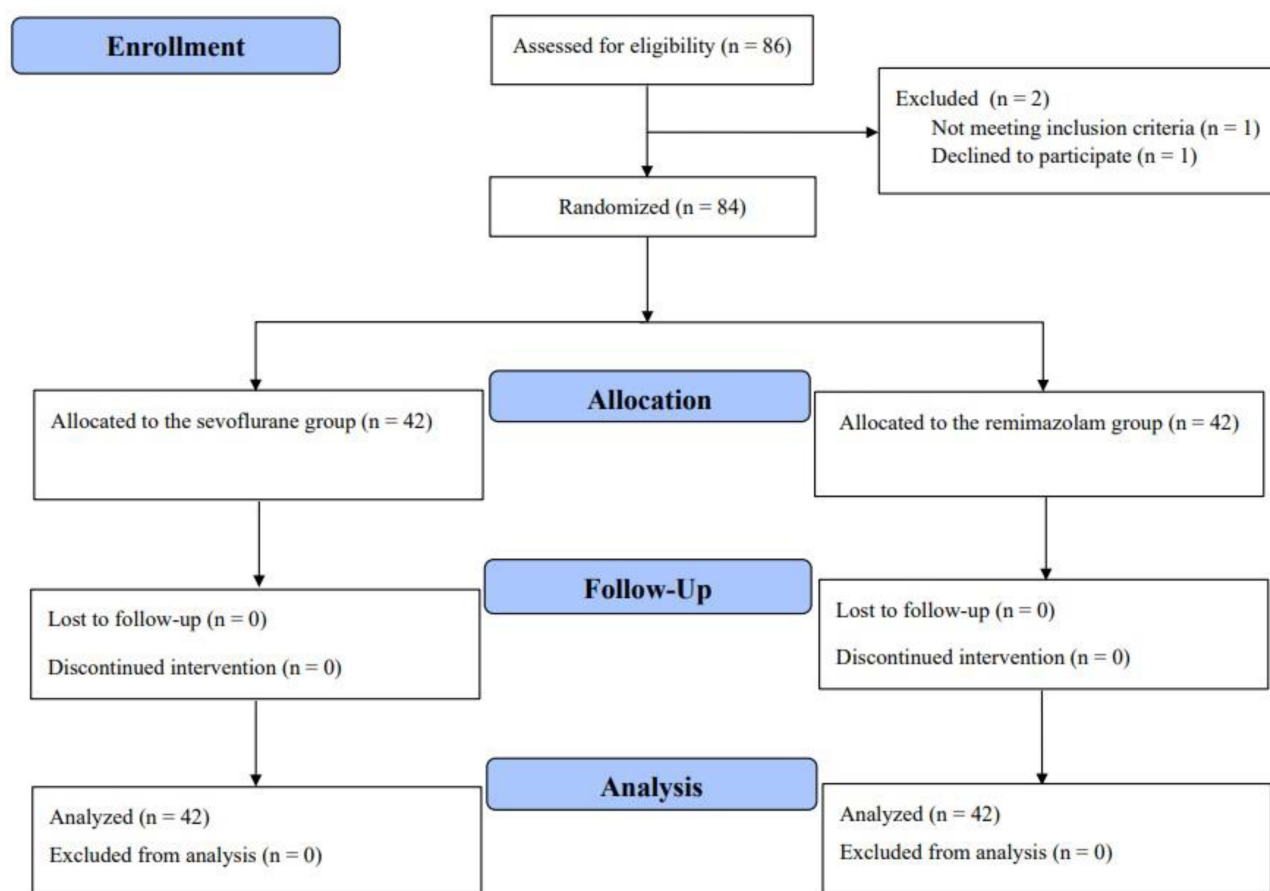 Enrollment
Assessed for eligibility (n = 86)
Excluded (n = 2)
Not meeting inclusion criteria (n = 1)
Declined to participate (n = 1)
Randomized (n = 84)
Allocation
Allocated to the sevoflurane group (n = 42)
Allocated to the remimazolam group (n = 42)
Follow-Up
Lost to follow-up (n = 0)
Discontinued intervention (n = 0)
Lost to follow-up (n = 0)
Discontinued intervention (n = 0)
Analysis
Analyzed (n = 42)
Excluded from analysis (n = 0)
Analyzed (n = 42)
Excluded from analysis (n = 0)